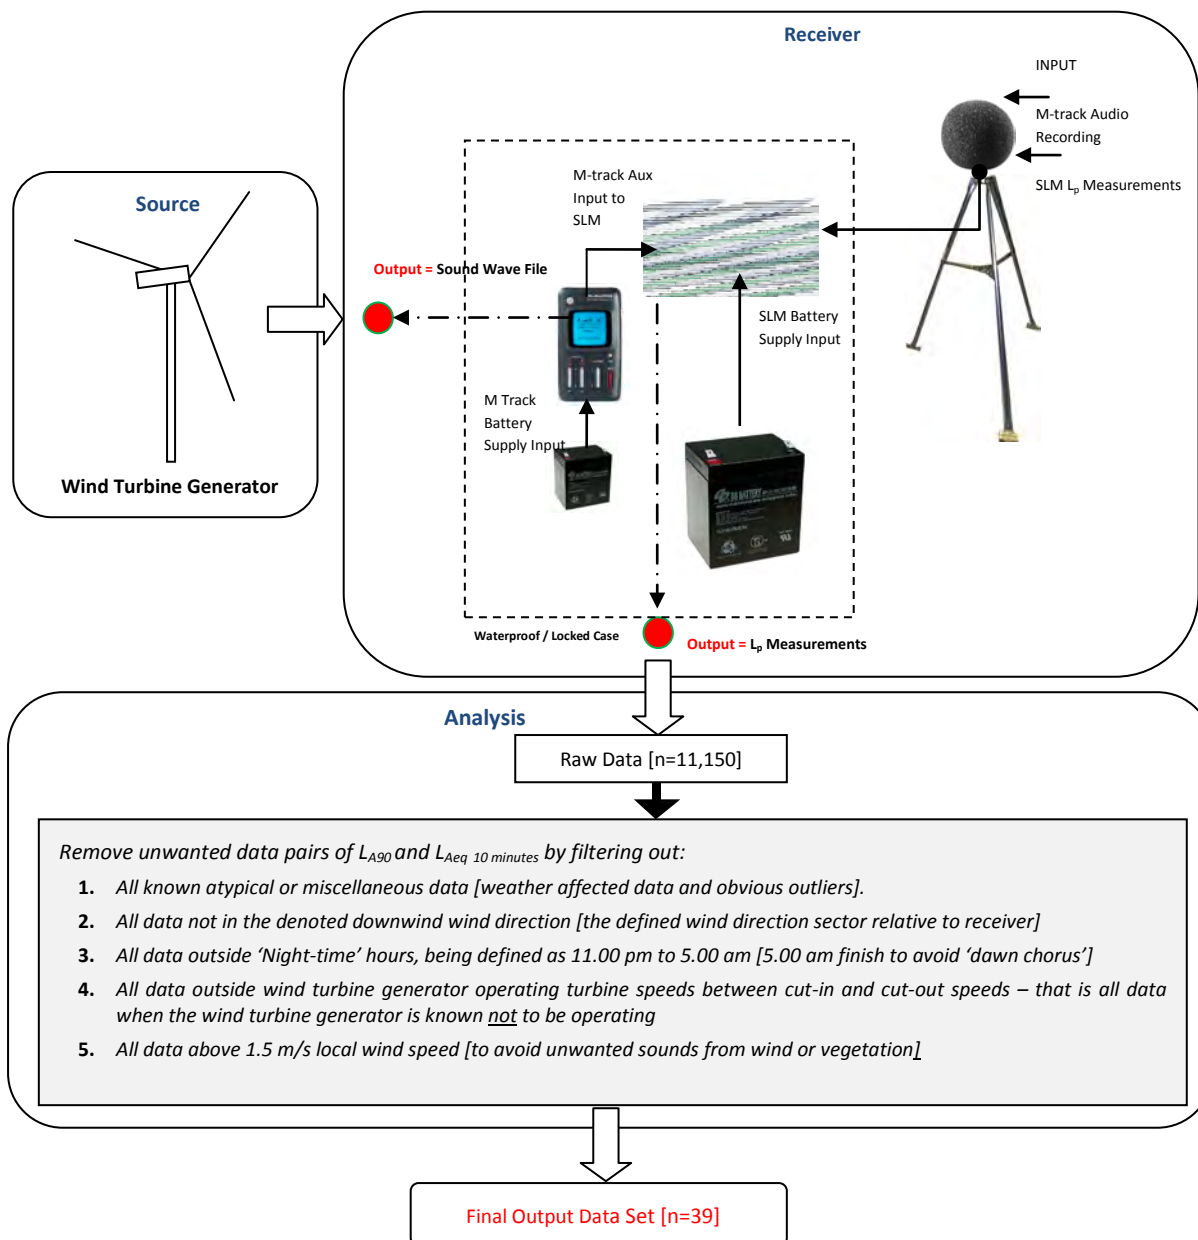 Receiver
INPUT
M-track Audio
Recording
SLM Lp Measurements
M-track Aux
Input to
SLM
Source
Output = Sound Wave File
SLM Battery
Supply Input
M Track
Battery
Supply Input
Wind Turbine Generator
Waterproof / Locked Case
Output = Lp Measurements
Analysis
Raw Data [n=11,150]
Remove unwanted data pairs of LA90 and LAeq 10 minutes by filtering out:
1. All known atypical or miscellaneous data [weather affected data and obvious outliers].
2. All data not in the denoted downwind wind direction [the defined wind direction sector relative to receiver]
3. All data outside ‘Night-time’ hours, being defined as 11.00 pm to 5.00 am [5.00 am finish to avoid ‘dawn chorus’]
4. All data outside wind turbine generator operating turbine speeds between cut-in and cut-out speeds – that is all data
when the wind turbine generator is known not to be operating
5. All data above 1.5 m/s local wind speed [to avoid unwanted sounds from wind or vegetation]
Final Output Data Set [n=39]